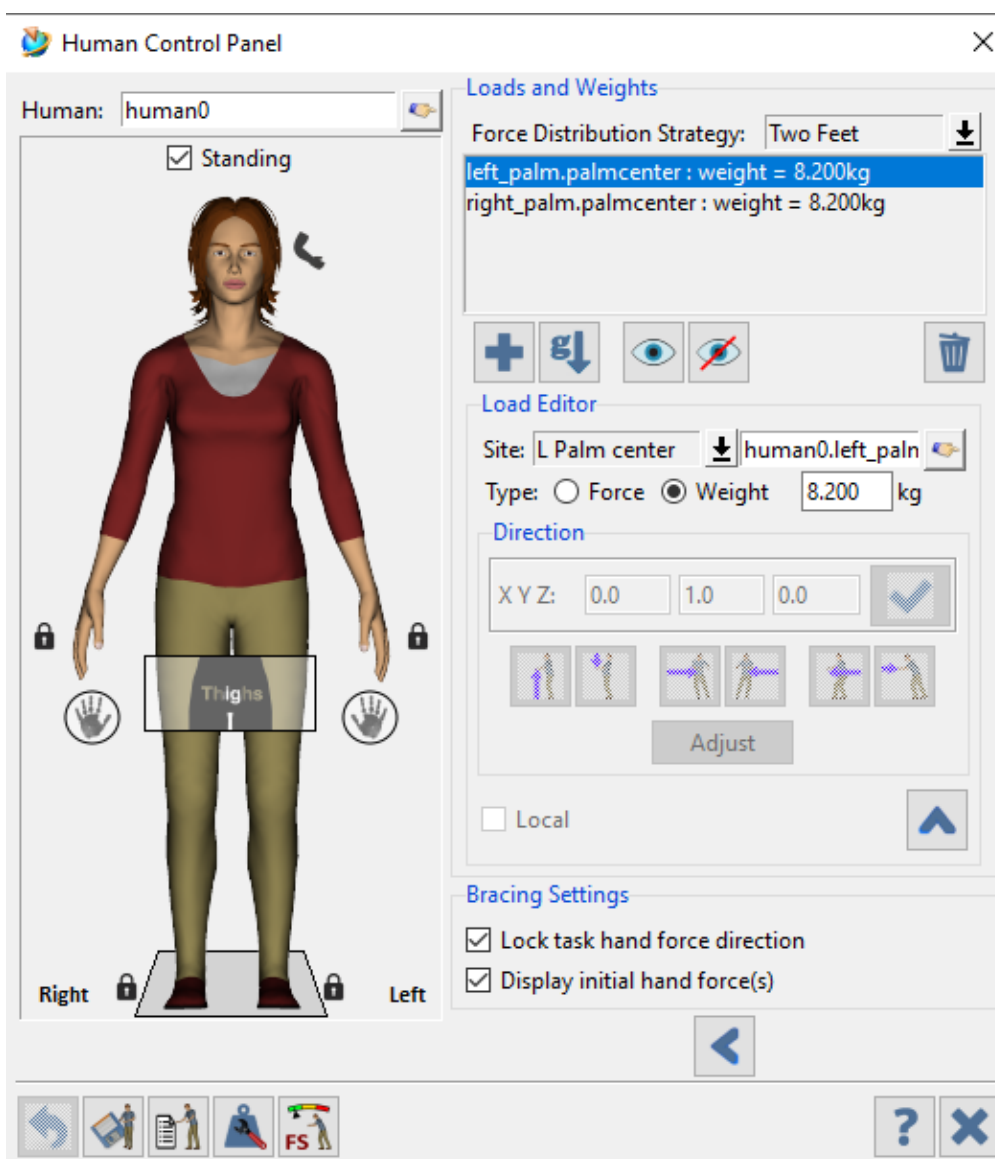 Human Control Panel
Human: human0
Standing
Thighs
Right
Left
Loads and Weights
Force Distribution Strategy: Two Feet
left_palm.palmcenter : weight = 8.200kg
right_palm.palmcenter : weight = 8.200kg
g
Load Editor
Site: L Palm center human0.left_paln
Type: Force Weight 8.200 kg
Direction
X Y Z: 0.0 1.0 0.0
Adjust
Local
Bracing Settings
Lock task hand force direction
Display initial hand force(s)
FS
?